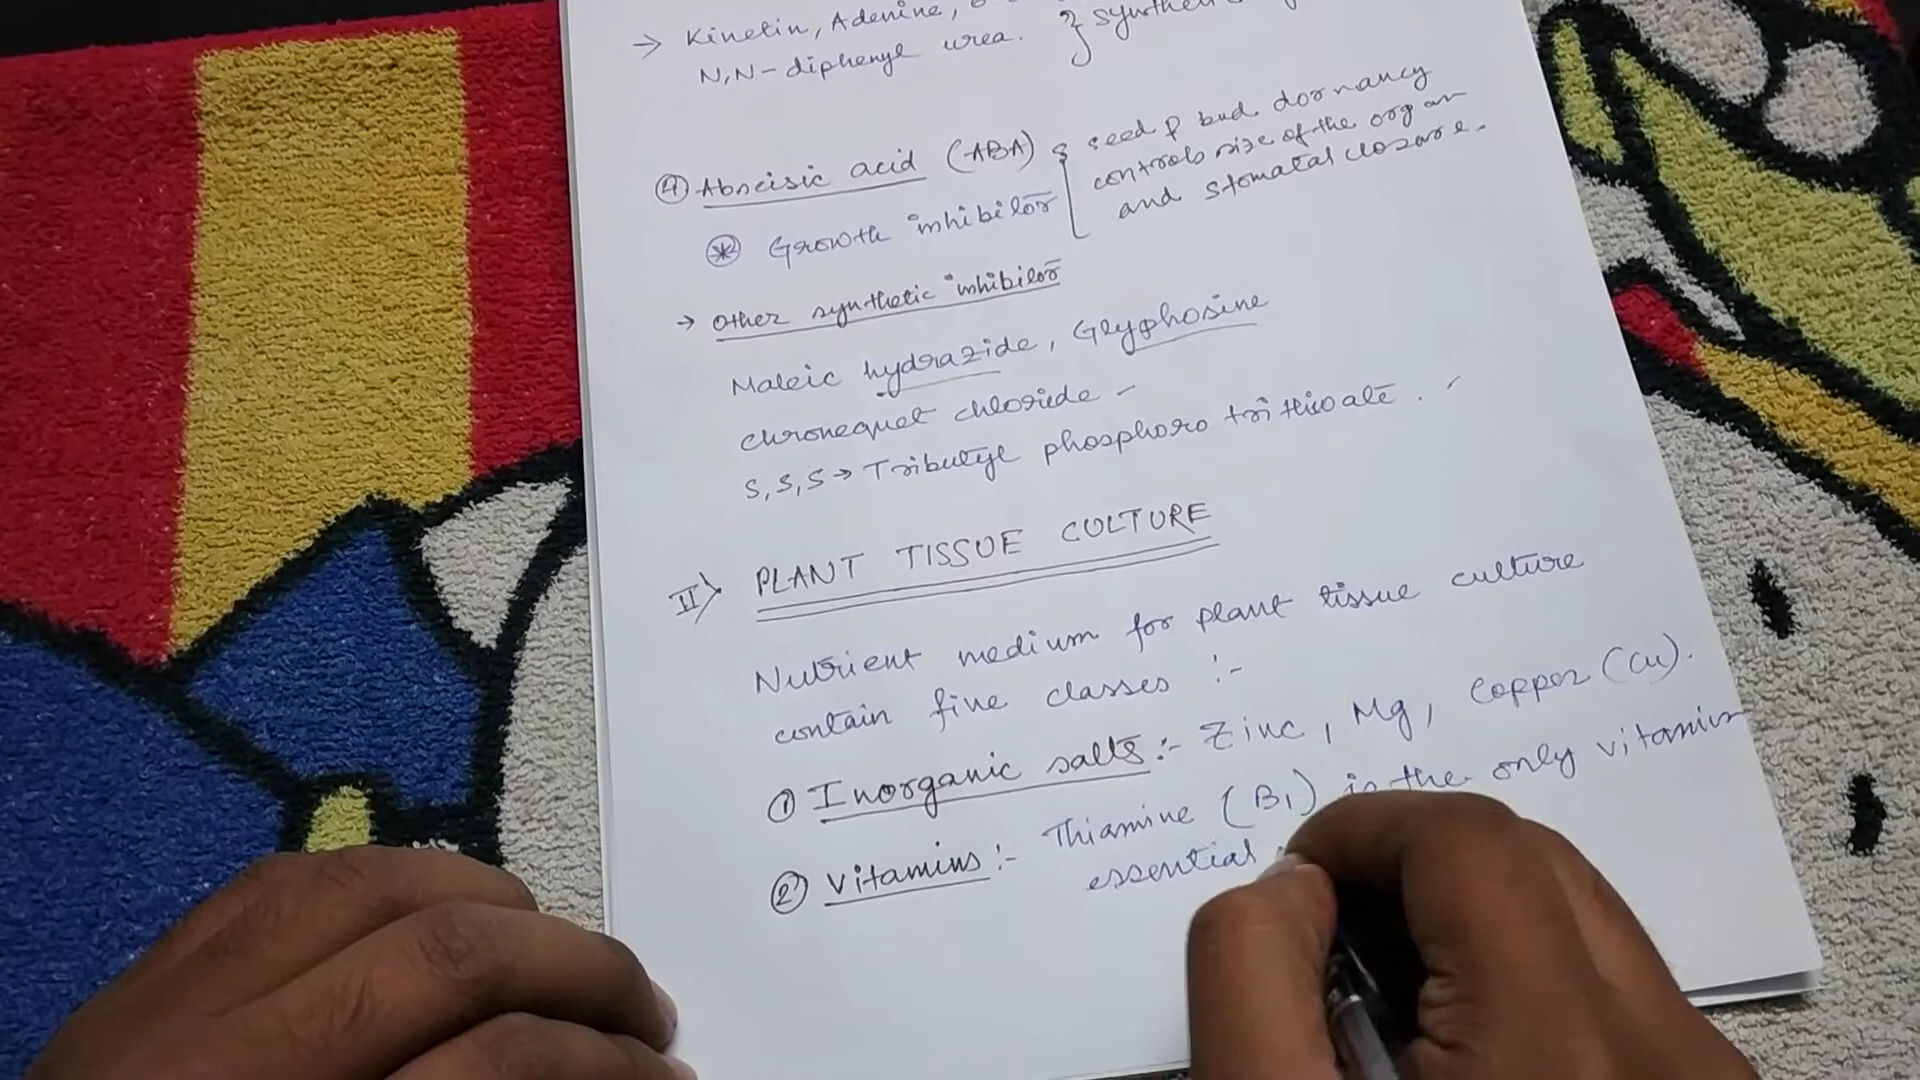 → Kinetin, Adenine,
N,N-diphenyl urea. }
④ Abscisic acid (ABA)
seed & bud dormancy
controls size of the organ
and stomatal closure.
* Growth inhibitor
→ Other synthetic inhibitor
Maleic hydrazide, Glyphosine
chronequet chloride -
S,S,S → Tributyl phosphoro trithioate.
II> PLANT TISSUE CULTURE
Nutrient medium for plant tissue culture
contain five classes :-
① Inorganic salts :- Zinc, Mg, Copper (Cu).
② Vitamins :- Thiamine (B1) is the only vitamin
essential